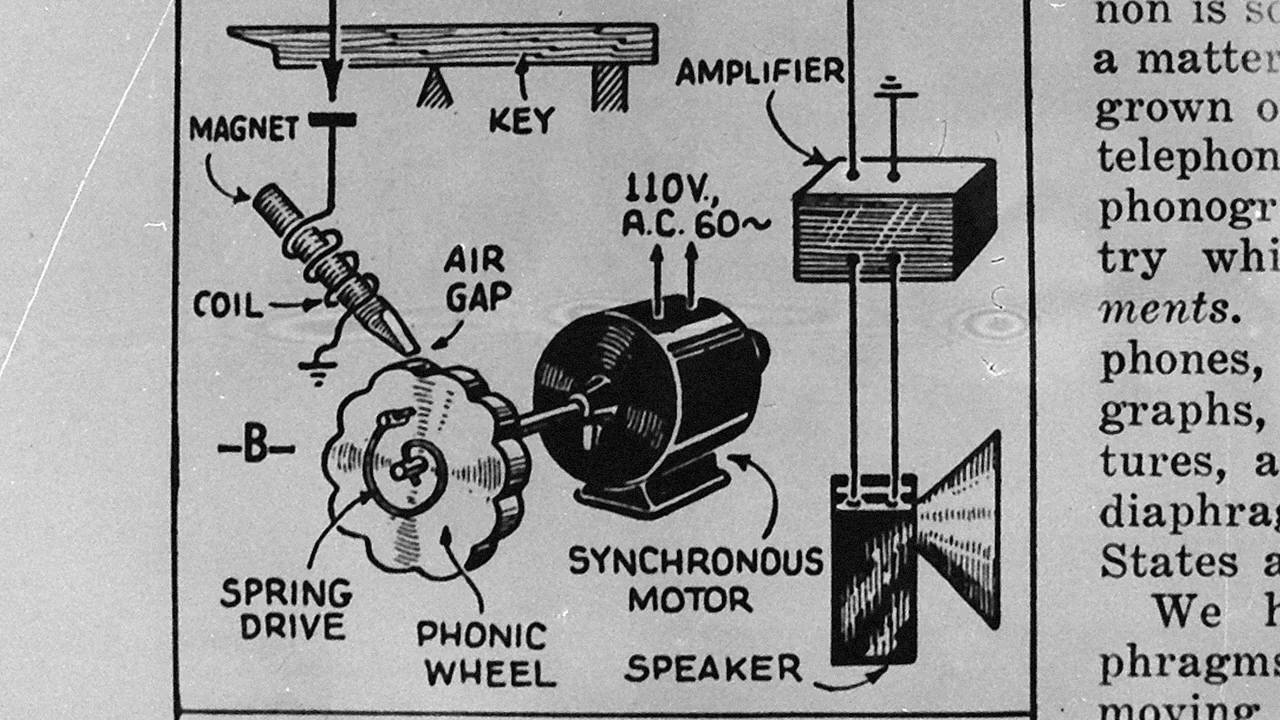 AMPLIFIER
KEY
MAGNET
110V.,
A.C. 60~
AIR
GAP
COIL
-B-
SYNCHRONOUS
MOTOR
SPRING
DRIVE
PHONIC
WHEEL
SPEAKER
non is
a matter
grown
telephon
phonogr
try whi
ments.
phones,
graphs,
tures, a
diaphrag
States a
We h
phragms
moving